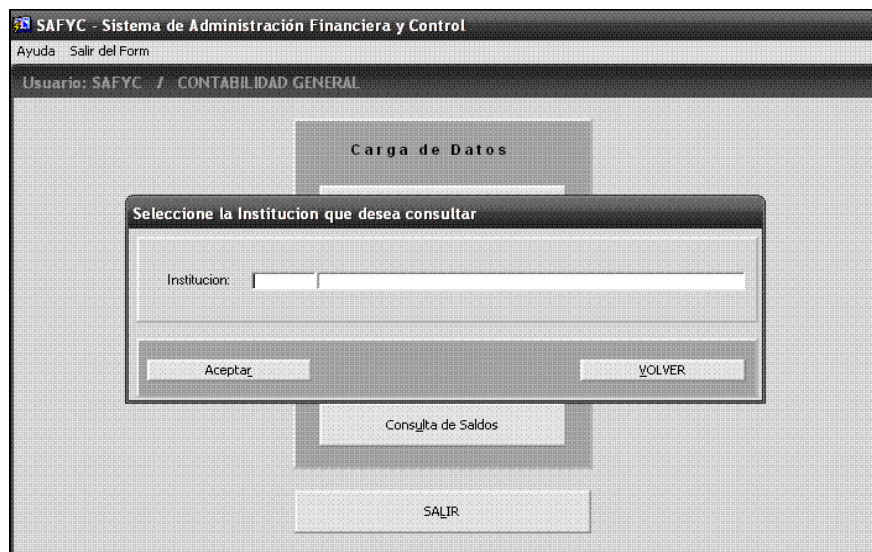 SAFYC - Sistema de Administración Financiera y Control
Ayuda Salir del Form
Usuario: SAFYC / CONTABILIDAD GENERAL
Carga de Datos
Seleccione la Institucion que desea consultar
Institucion:
Aceptar VOLVER
Consulta de Saldos
SALIR